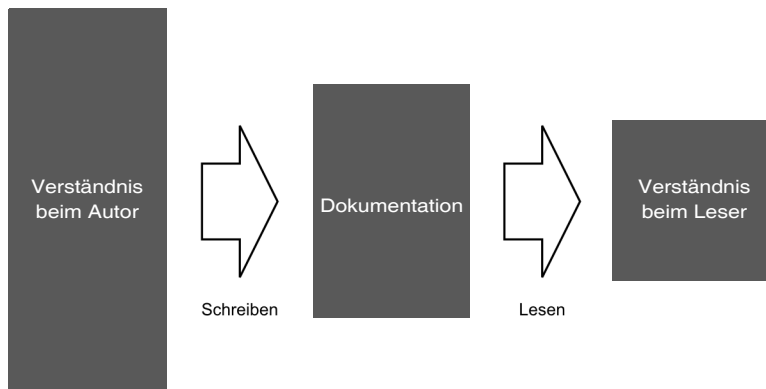 Verständnis
beim Autor
Schreiben
Dokumentation
Lesen
Verständnis
beim Leser